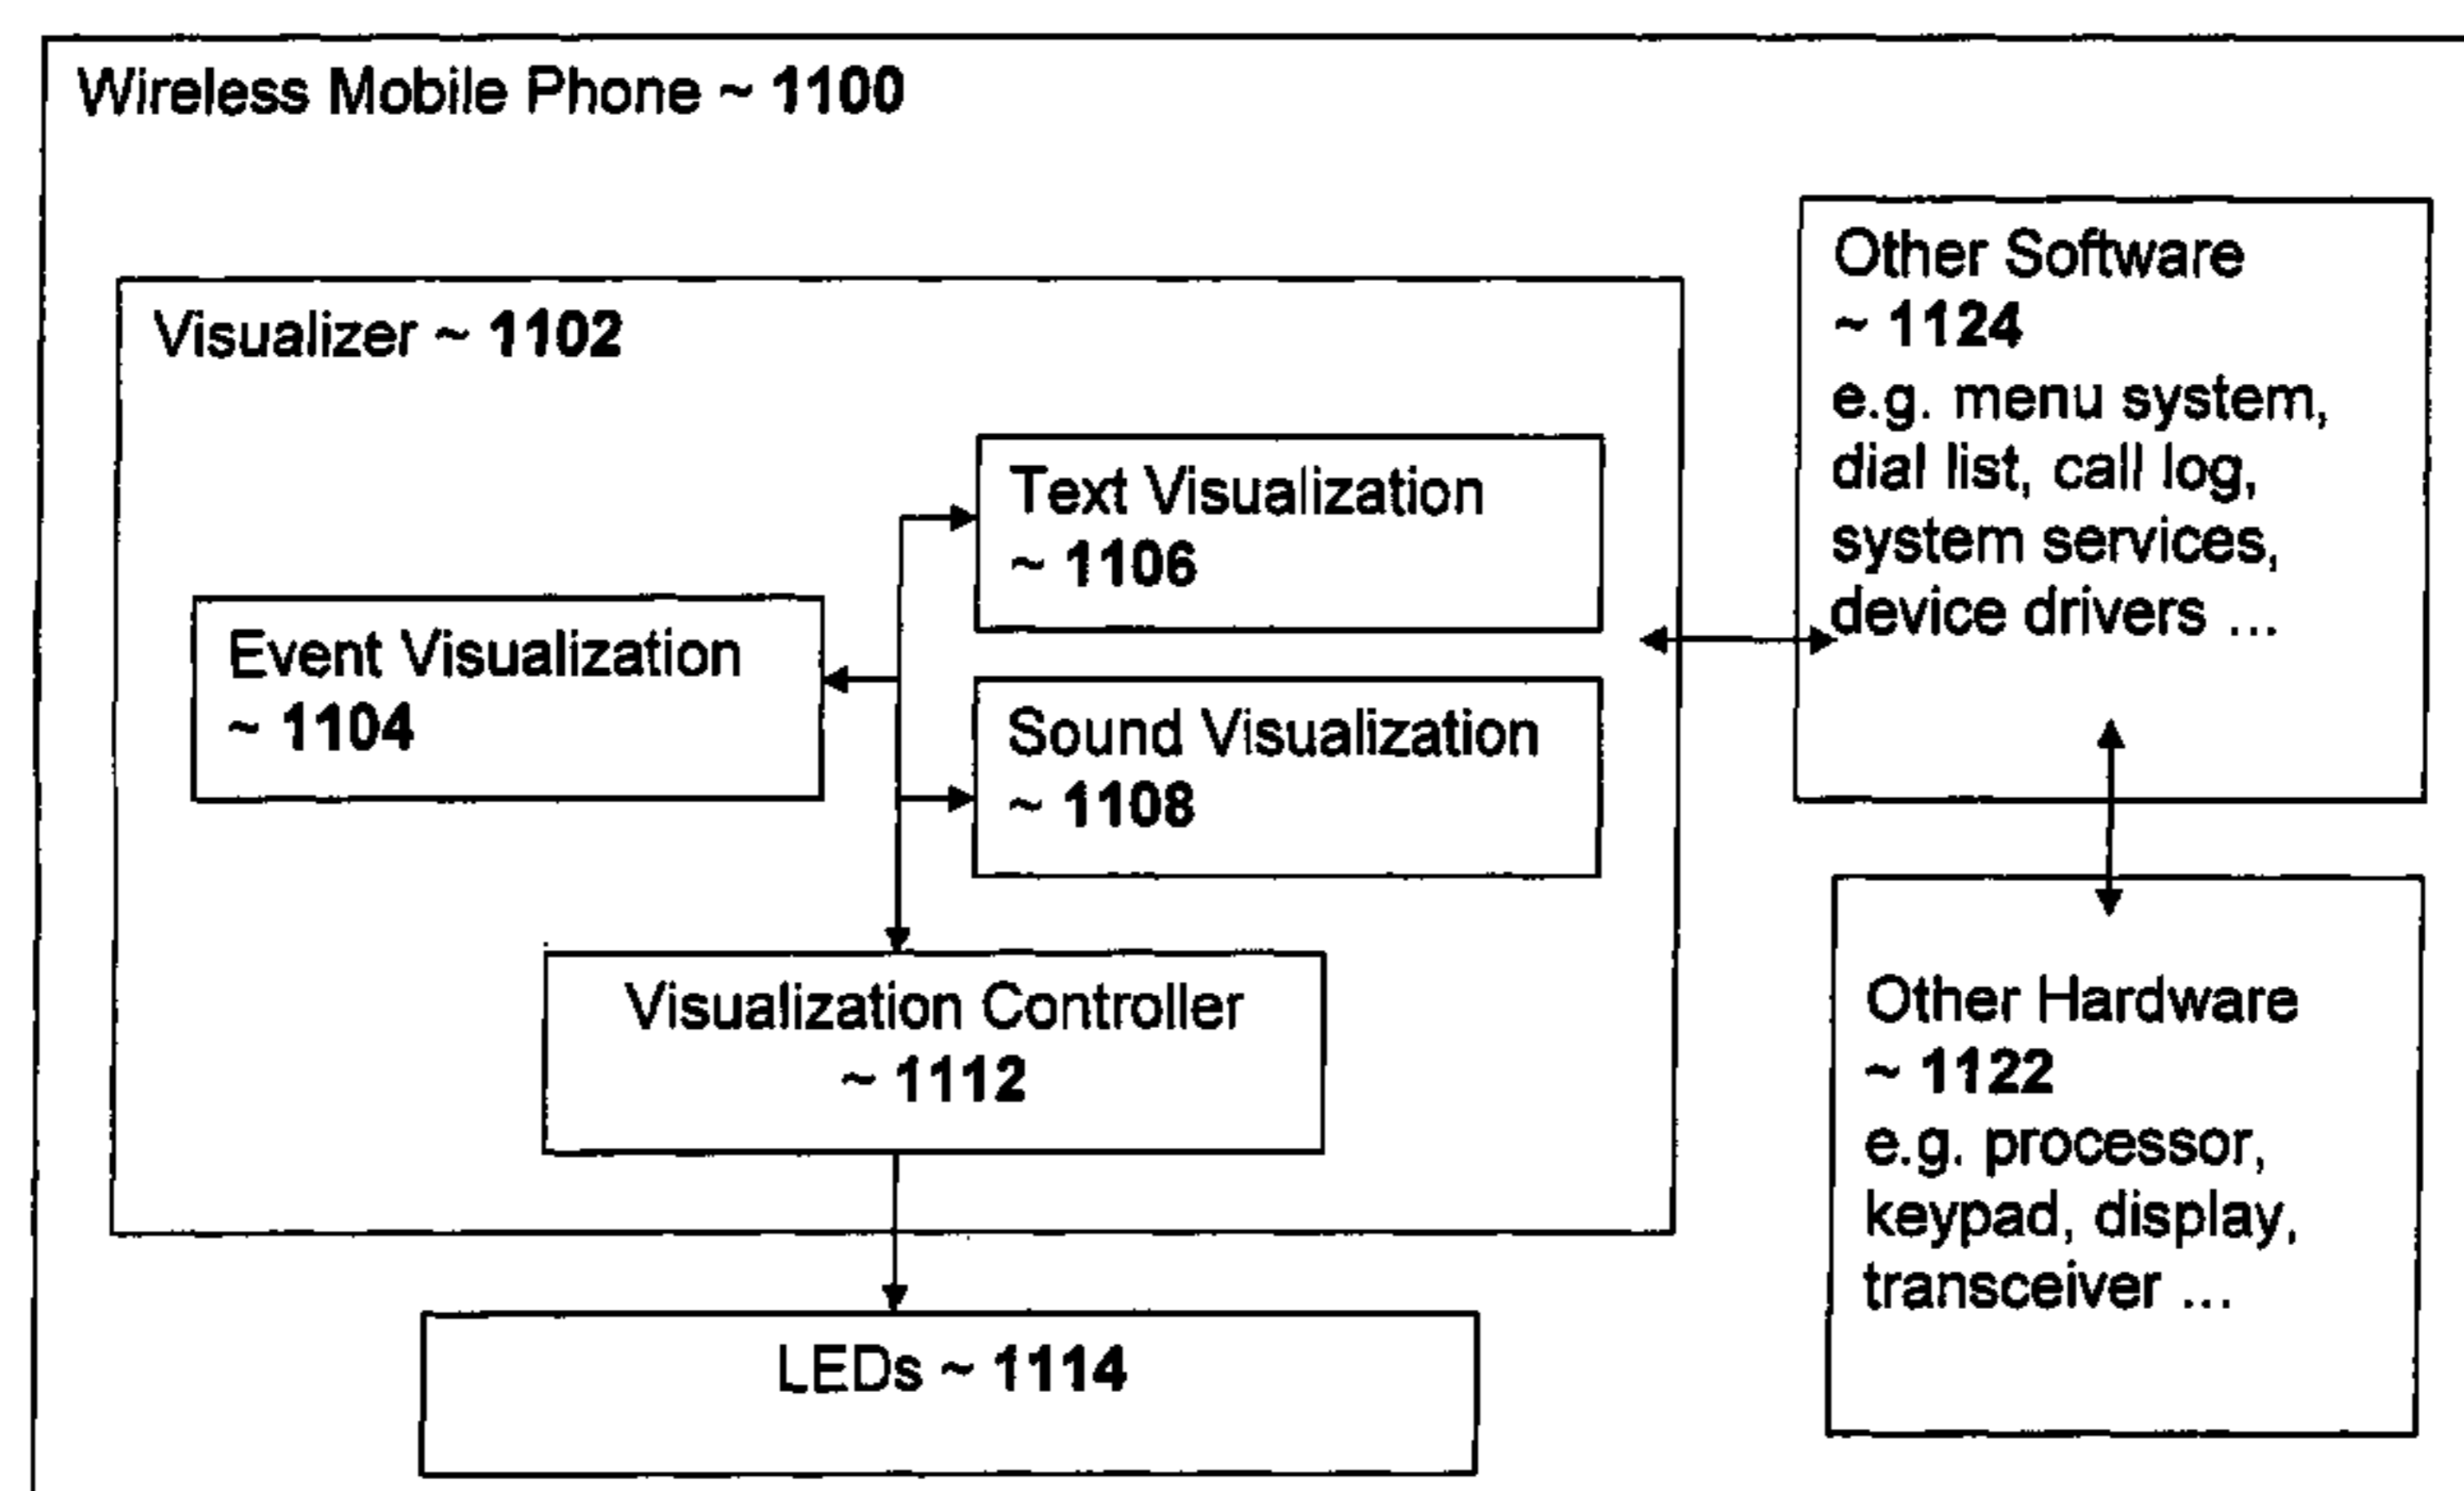 Wireless Mobile Phone ~ 1100
Visualizer ~ 1102
Text Visualization
~ 1106
Event Visualization
~ 1104
Sound Visualization
~ 1108
Visualization Controller
~ 1112
LEDs ~ 1114
Other Software
~ 1124
e.g. menu system,
dial list, call log,
system services,
device drivers ...
Other Hardware
~ 1122
e.g. processor,
keypad, display,
transceiver ...